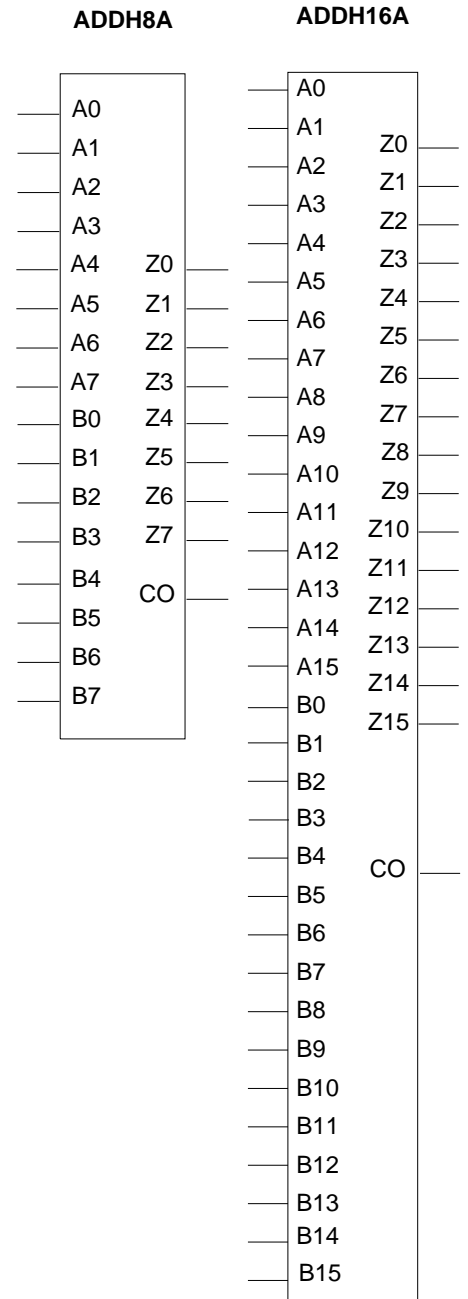 ADDH8A
A0
A1
A2
A3
A4 Z0
A5 Z1
A6 Z2
A7 Z3
B0 Z4
B1 Z5
B2 Z6
B3 Z7
B4
CO
B5
B6
B7
ADDH16A
A0
A1
Z0
A2
Z1
A3
Z2
A4
Z3
A5
Z4
A6
Z5
A7
Z6
A8
Z7
A9
Z8
A10
Z9
A11
Z10
A12
Z11
A13
Z12
A14
Z13
A15
Z14
B0
Z15
B1
B2
B3
B4
CO
B5
B6
B7
B8
B9
B10
B11
B12
B13
B14
B15